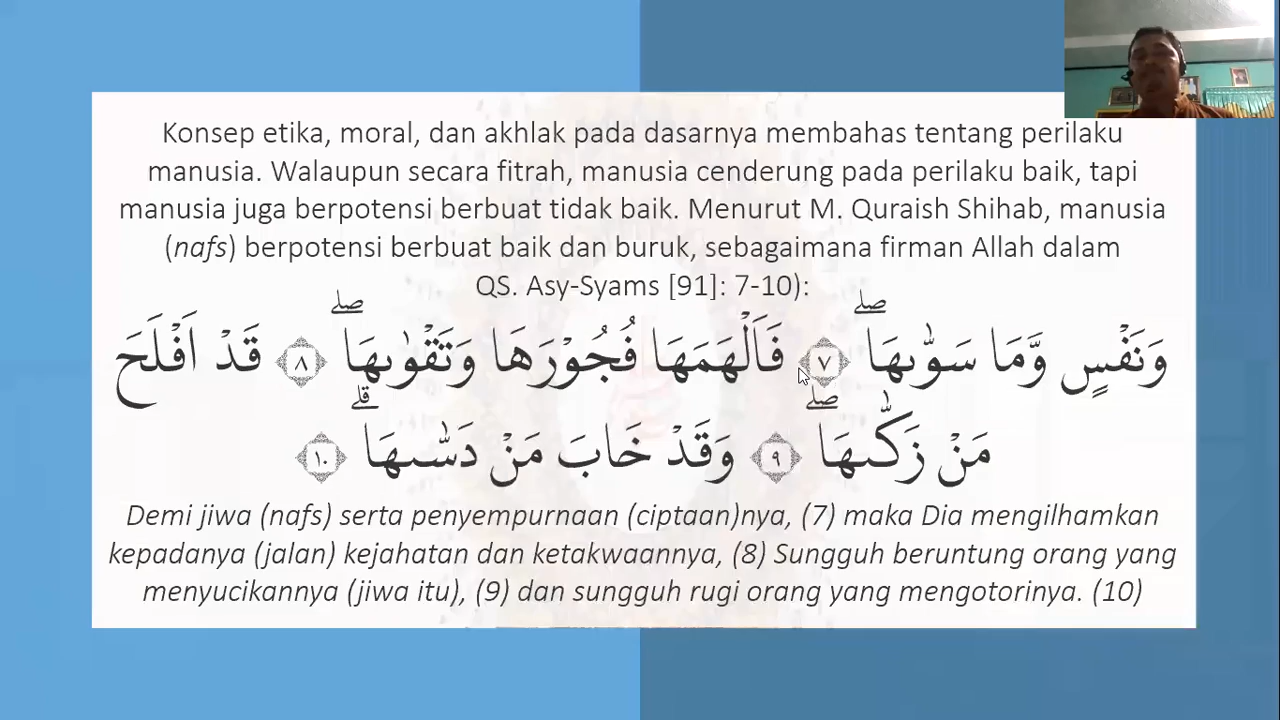 Konsep etika, moral, dan akhlak pada dasarnya membahas tentang perilaku
manusia. Walaupun secara fitrah, manusia cenderung pada perilaku baik, tapi
manusia juga berpotensi berbuat tidak baik. Menurut M. Quraish Shihab, manusia
(nafs) berpotensi berbuat baik dan buruk, sebagaimana firman Allah dalam
QS. Asy-Syams [91]: 7-10):
وَنَفْسٍ وَّمَا سَوّٰىهَاۖ ٧ فَاَلْهَمَهَا فُجُوْرَهَا وَتَقْوٰىهَاۖ ٨ قَدْ اَفْلَحَ
مَنْ زَكّٰىهَاۖ ٩ وَقَدْ خَابَ مَنْ دَسّٰىهَاۗ ١٠
Demi jiwa (nafs) serta penyempurnaan (ciptaan)nya, (7) maka Dia mengilhamkan
kepadanya (jalan) kejahatan dan ketakwaannya, (8) Sungguh beruntung orang yang
menyucikannya (jiwa itu), (9) dan sungguh rugi orang yang mengotorinya. (10)